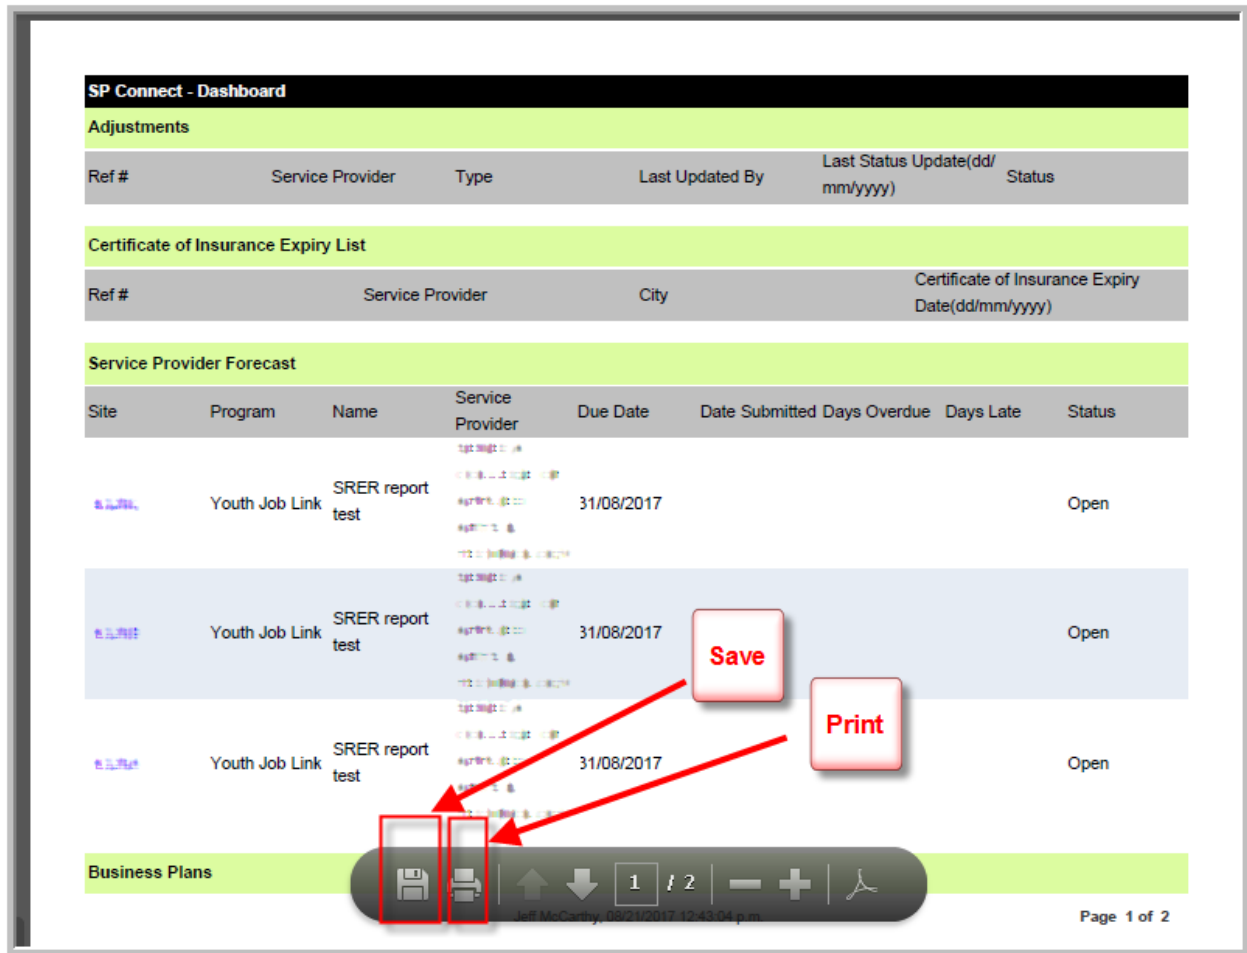 SP Connect - Dashboard
Adjustments
Ref # Service Provider Type Last Updated By Last Status Update(dd/ Status
mm/yyyy)
Certificate of Insurance Expiry List
Ref # Service Provider City Certificate of Insurance Expiry
Date(dd/mm/yyyy)
Service Provider Forecast
Site Program Name Service Due Date Date Submitted Days Overdue Days Late Status
Provider
Youth Job Link SRER report 31/08/2017 Open
test
Youth Job Link SRER report 31/08/2017 Open
test
Save
Print
Youth Job Link SRER report 31/08/2017 Open
test
Business Plans
1 / 2
Jeff McCarthy, 08/21/2017 12:43:04 p.m.
Page 1 of 2